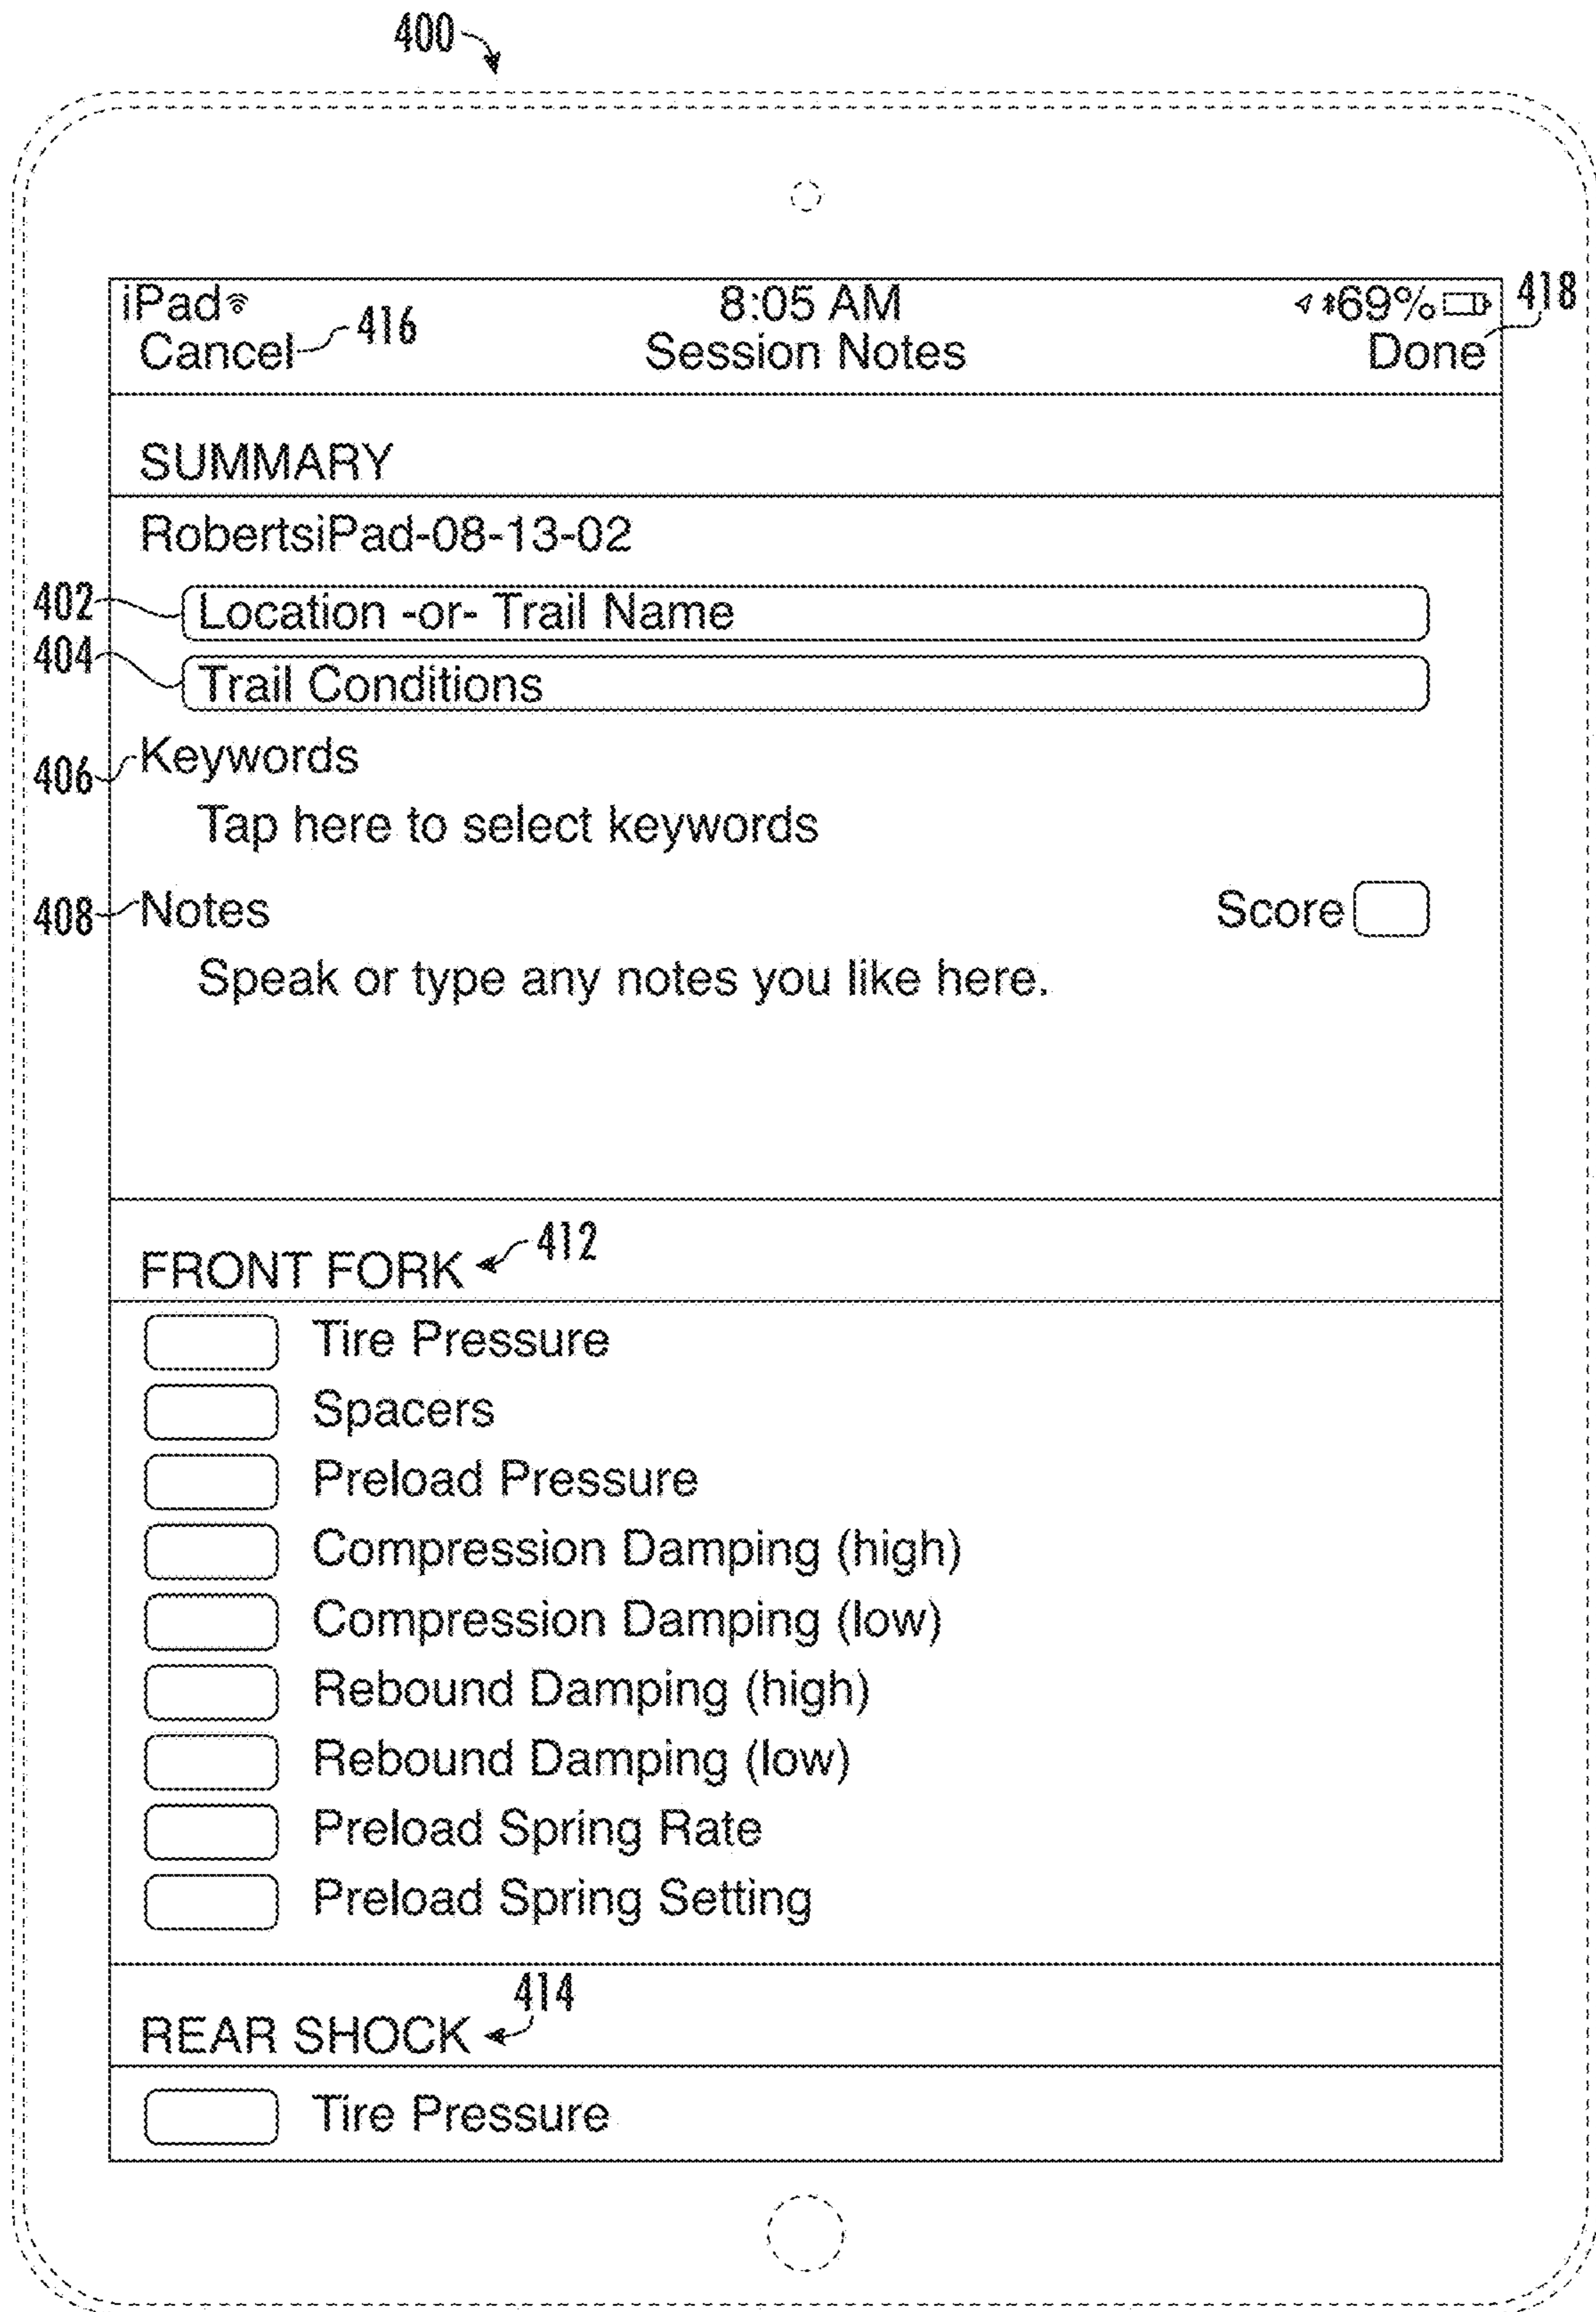 400
iPad 8:05 AM 69% 418
Cancel 416 Session Notes Done
SUMMARY
RobertsiPad-08-13-02
402 Location -or- Trail Name
404 Trail Conditions
406 Keywords
Tap here to select keywords
408 Notes Score
Speak or type any notes you like here.
FRONT FORK 412
Tire Pressure
Spacers
Preload Pressure
Compression Damping (high)
Compression Damping (low)
Rebound Damping (high)
Rebound Damping (low)
Preload Spring Rate
Preload Spring Setting
REAR SHOCK 414
Tire Pressure